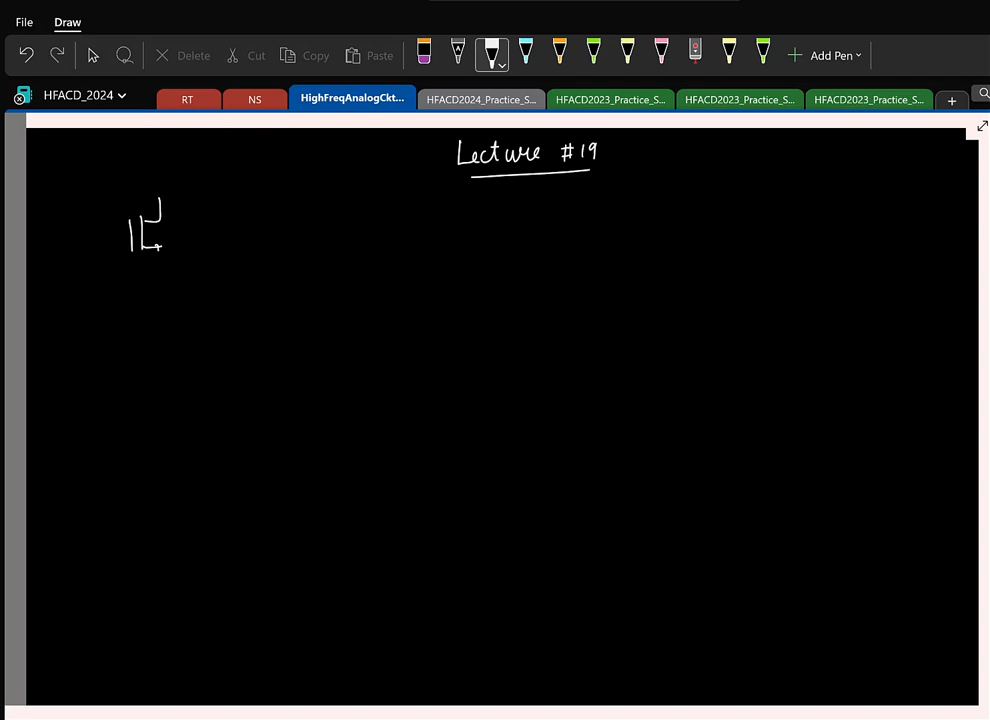 File Draw
Delete Cut Copy Paste A Add Pen
HFACD_2024 RT NS HighFreqAnalogCkt... HFACD2024_Practice_S... HFACD2023_Practice_S... HFACD2023_Practice_S... HFACD2023_Practice_S... +
Lecture #19